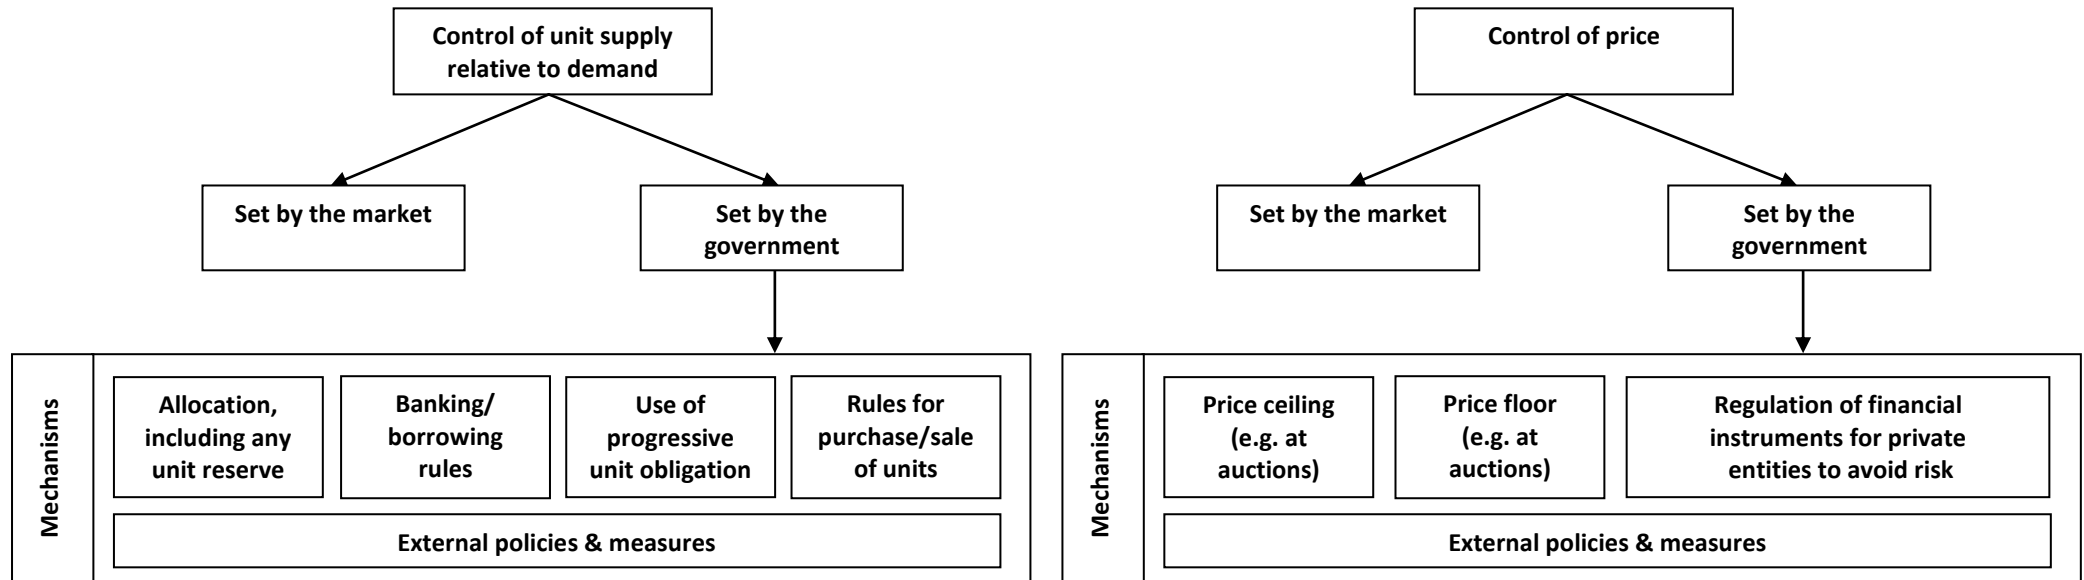 Control of unit supply
relative to demand
Set by the market
Set by the
government
Mechanisms
Allocation,
including any
unit reserve
Banking/
borrowing
rules
Use of
progressive
unit obligation
Rules for
purchase/sale
of units
External policies & measures
Control of price
Set by the market
Set by the
government
Mechanisms
Price ceiling
(e.g. at
auctions)
Price floor
(e.g. at
auctions)
Regulation of financial
instruments for private
entities to avoid risk
External policies & measures